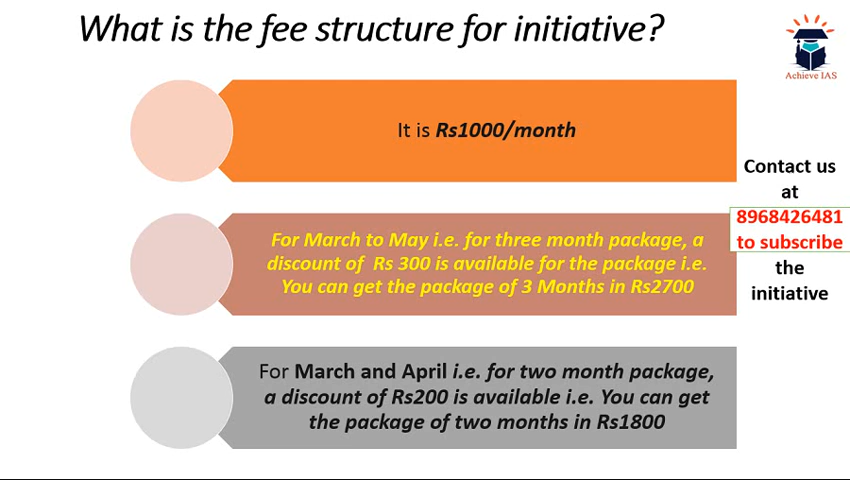 What is the fee structure for initiative?
Achieve IAS
It is Rs1000/month
For March to May i.e. for three month package, a
discount of Rs 300 is available for the package i.e.
You can get the package of 3 Months in Rs2700
For March and April i.e. for two month package,
a discount of Rs200 is available i.e. You can get
the package of two months in Rs1800
Contact us
at
8968426481
to subscribe
the
initiative